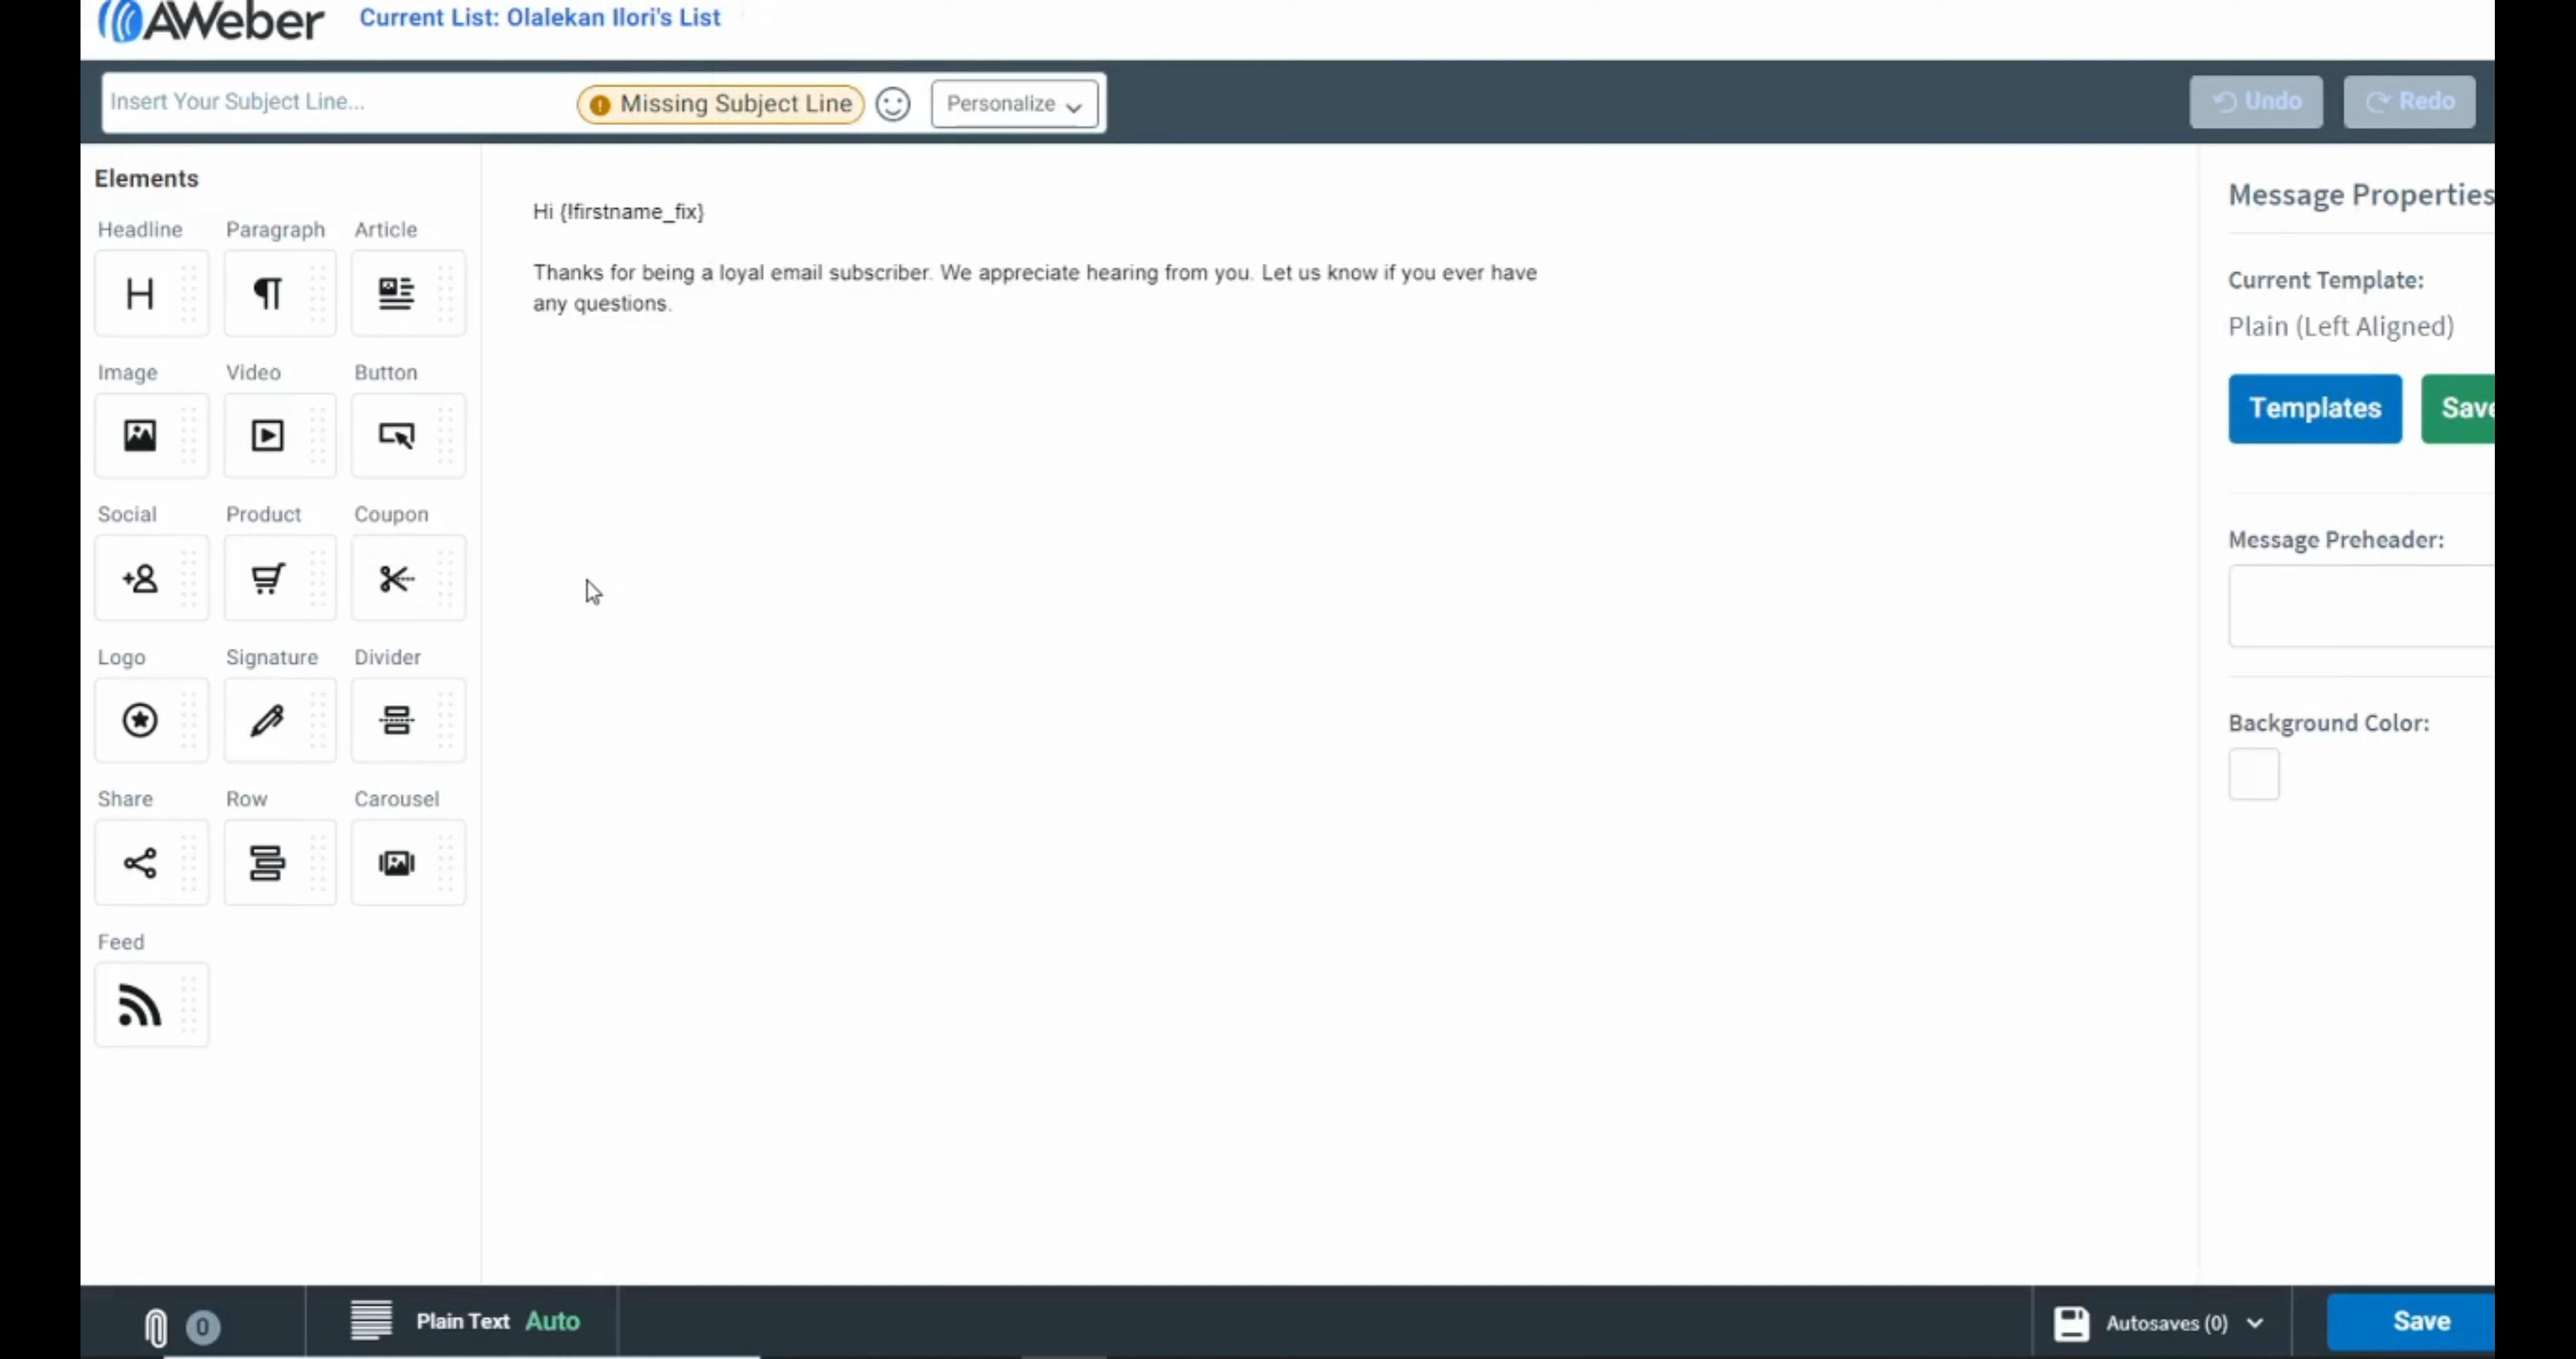 AWeber Current List: Olalekan Ilori's List
Insert Your Subject Line... Missing Subject Line Personalize Undo Redo
Elements
Headline Paragraph Article
H
Image Video Button
Social Product Coupon
Logo Signature Divider
Share Row Carousel
Feed
Hi {!firstname_fix}
Thanks for being a loyal email subscriber. We appreciate hearing from you. Let us know if you ever have
any questions.
Message Properties
Current Template:
Plain (Left Aligned)
Templates Save
Message Preheader:
Background Color:
0 Plain Text Auto Autosaves (0) Save